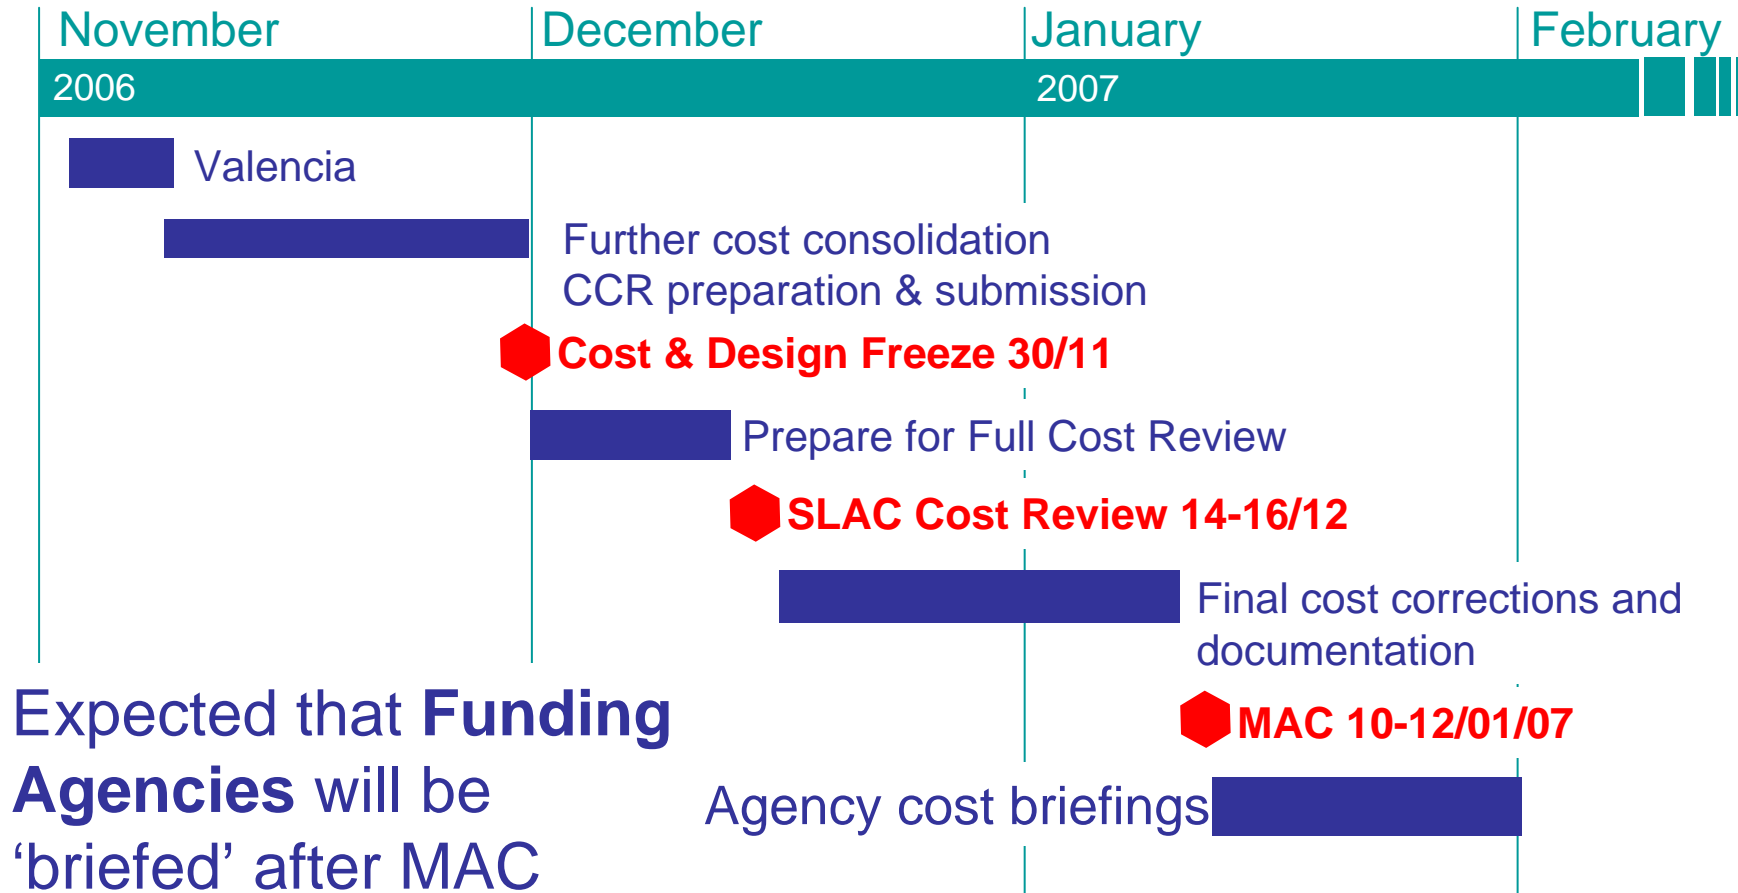 November December January February
2006 2007
Valencia
Further cost consolidation
CCR preparation & submission
Cost & Design Freeze 30/11
Prepare for Full Cost Review
SLAC Cost Review 14-16/12
Final cost corrections and
documentation
MAC 10-12/01/07
Agency cost briefings
Expected that Funding
Agencies will be
‘briefed’ after MAC